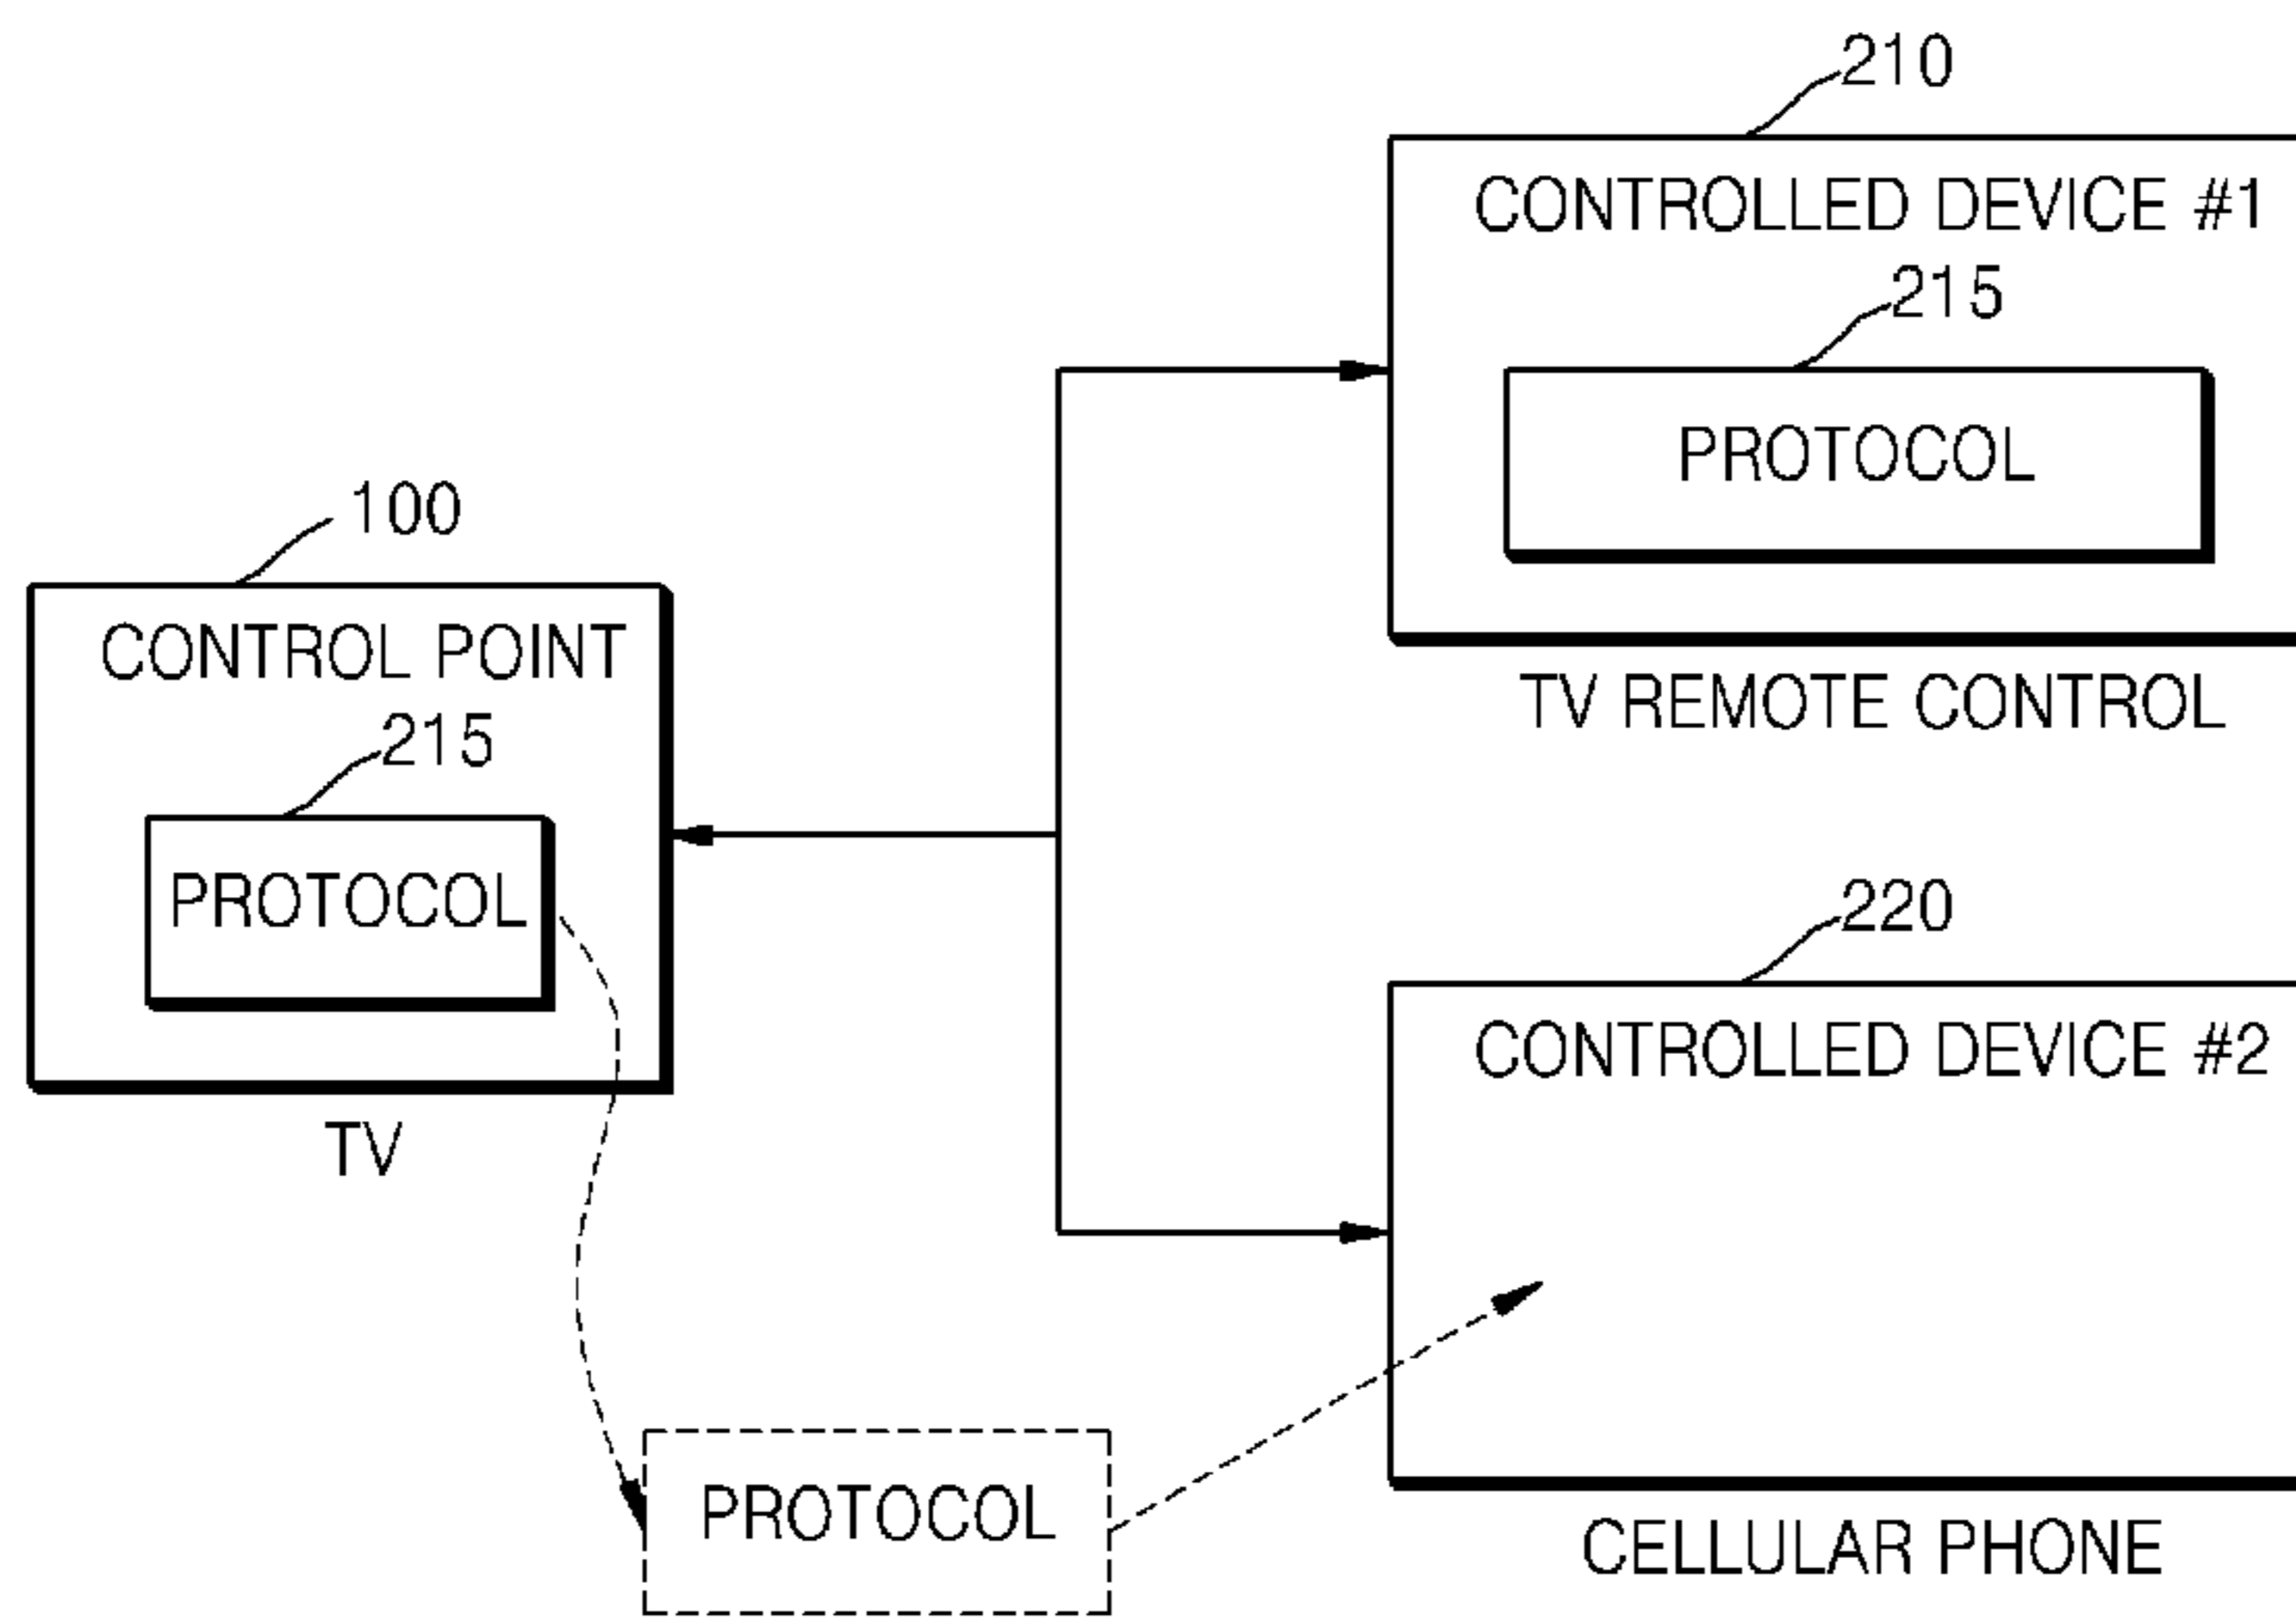 210
CONTROLLED DEVICE #1
215
PROTOCOL
TV REMOTE CONTROL
100
CONTROL POINT
215
PROTOCOL
TV
220
CONTROLLED DEVICE #2
CELLULAR PHONE
PROTOCOL